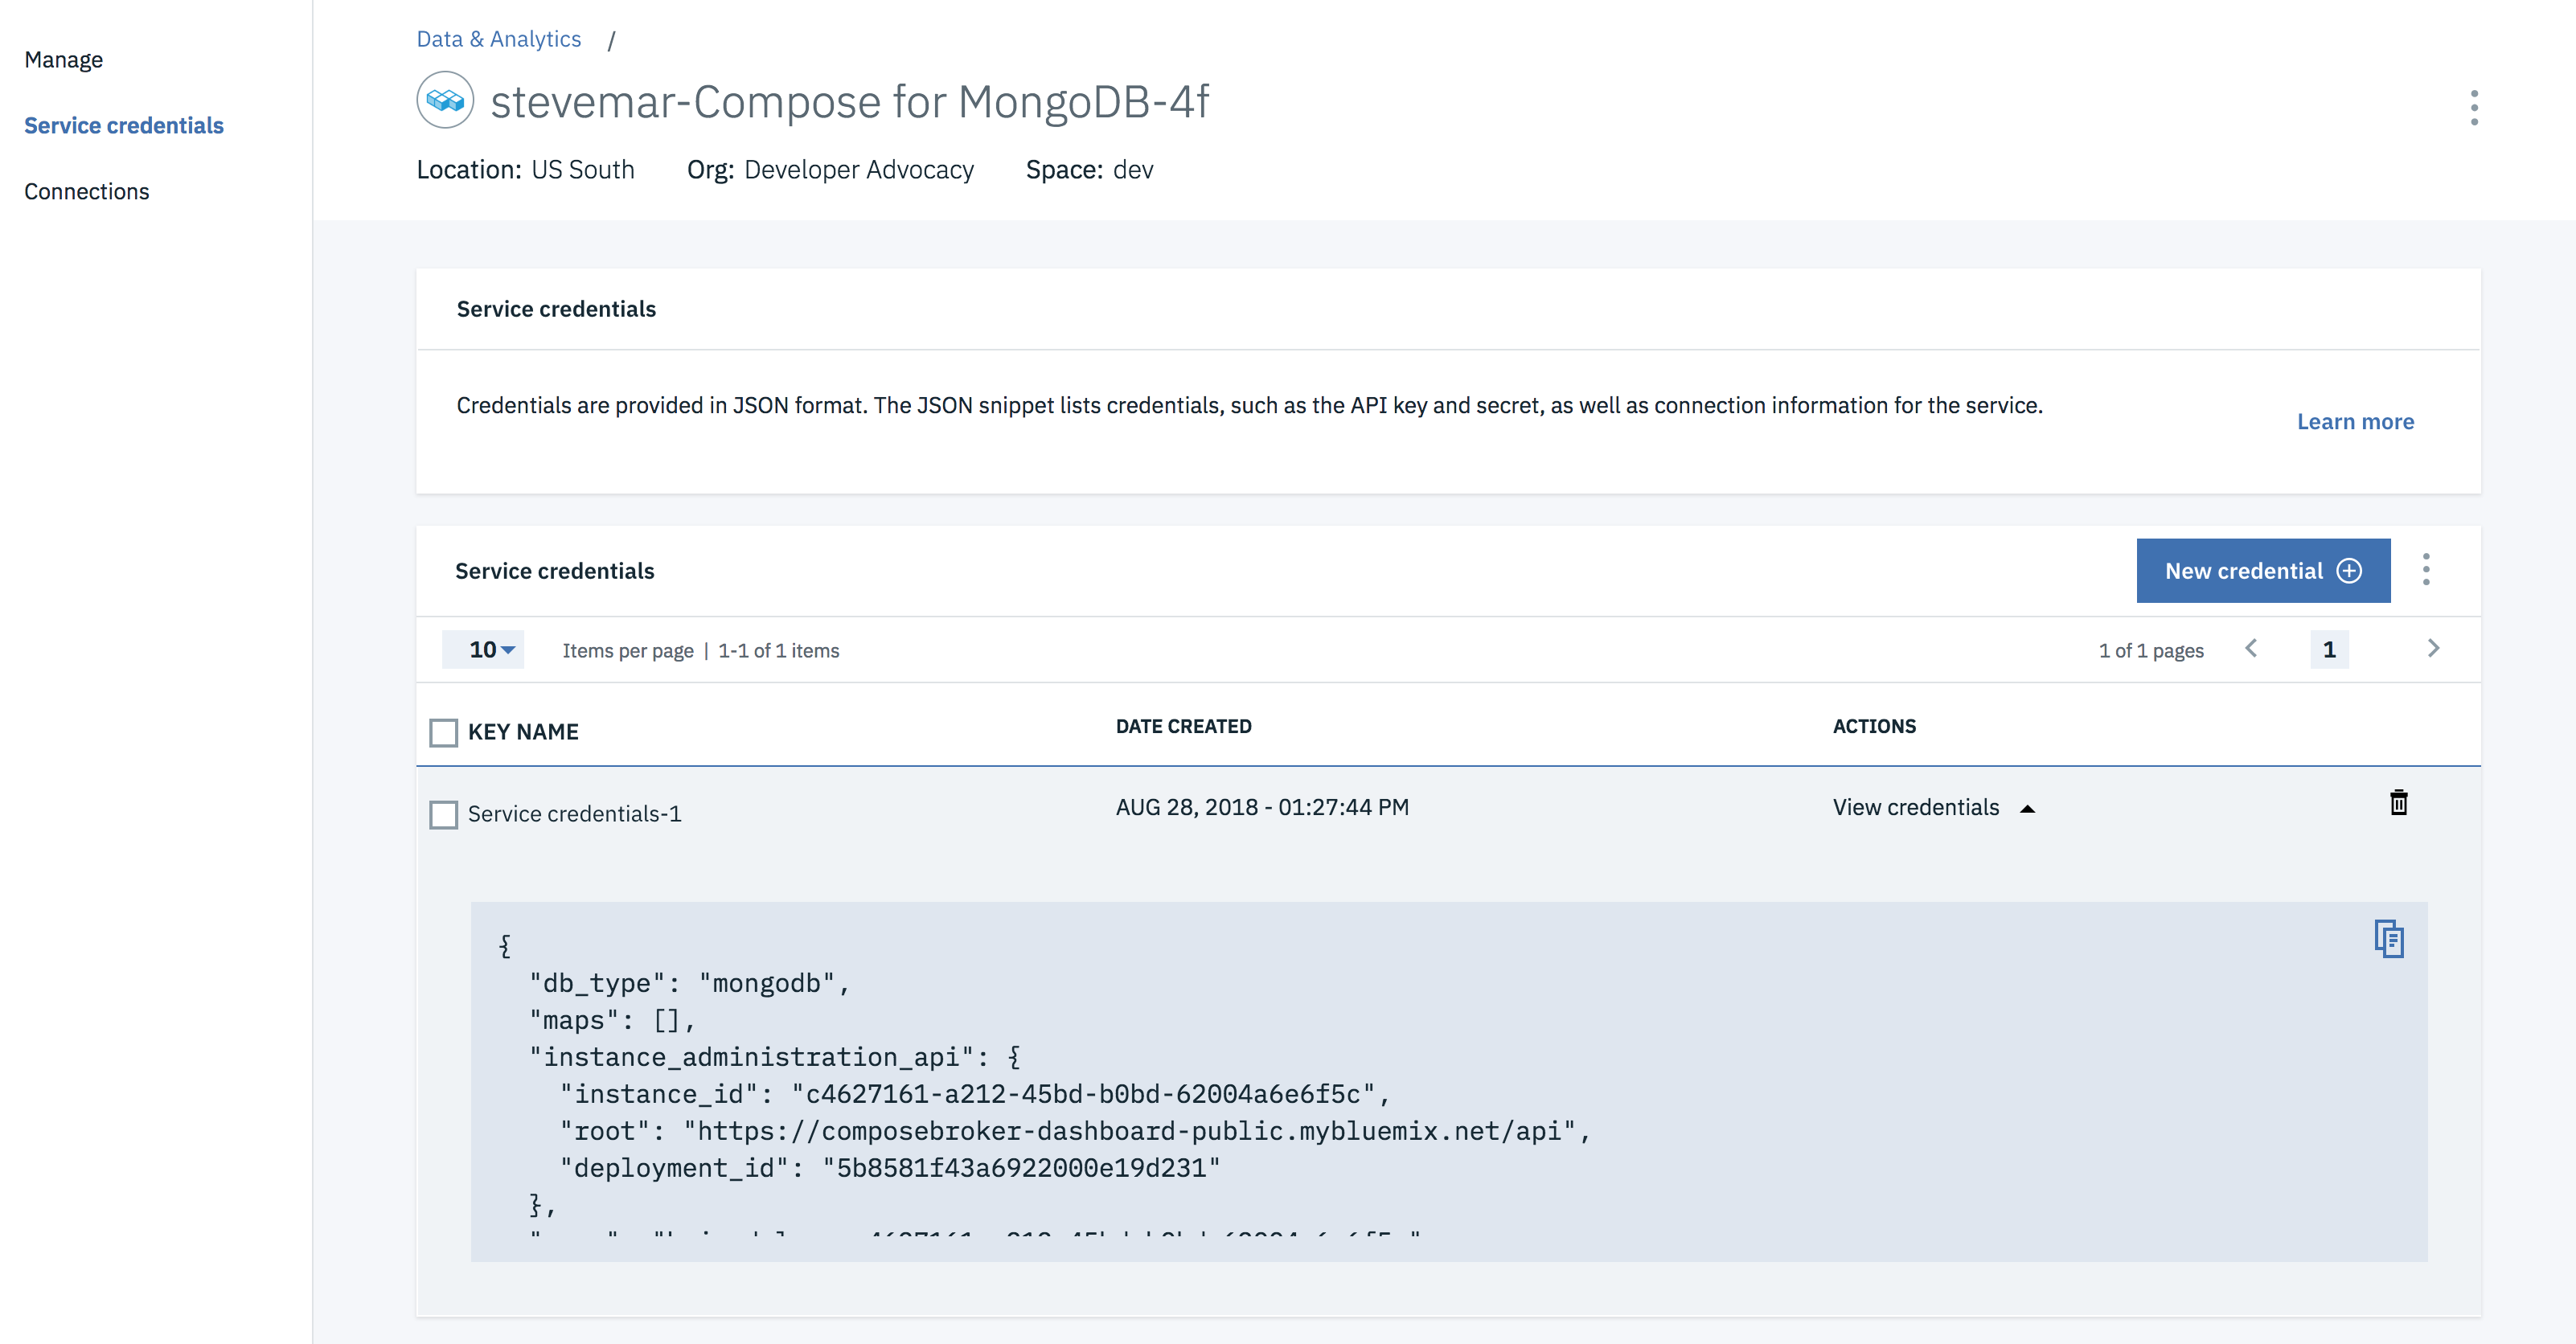 Manage
Service credentials
Connections
Data & Analytics /
stevemar-Compose for MongoDB-4f
Location: US South Org: Developer Advocacy Space: dev
Service credentials
Credentials are provided in JSON format. The JSON snippet lists credentials, such as the API key and secret, as well as connection information for the service.
Learn more
Service credentials
New credential
10 Items per page | 1-1 of 1 items 1 of 1 pages 1
KEY NAME DATE CREATED ACTIONS
Service credentials-1 AUG 28, 2018 - 01:27:44 PM View credentials
{
"db_type": "mongodb",
"maps": [],
"instance_administration_api": {
"instance_id": "c4627161-a212-45bd-b0bd-62004a6e6f5c",
"root": "https://composebroker-dashboard-public.mybluemix.net/api",
"deployment_id": "5b8581f43a6922000e19d231"
},